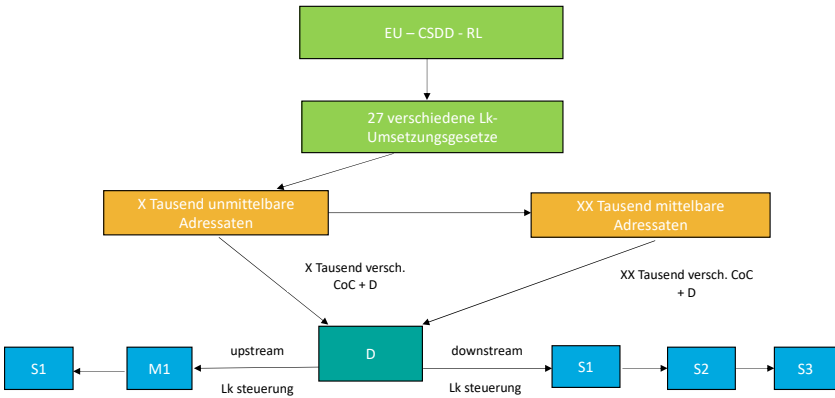 EU – CSDD - RL
27 verschiedene Lk-
Umsetzungsgesetze
X Tausend unmittelbare
Adressaten
XX Tausend mittelbare
Adressaten
X Tausend versch.
CoC + D
XX Tausend versch. CoC
+ D
S1
M1
upstream
Lk steuerung
D
downstream
Lk steuerung
S1
S2
S3